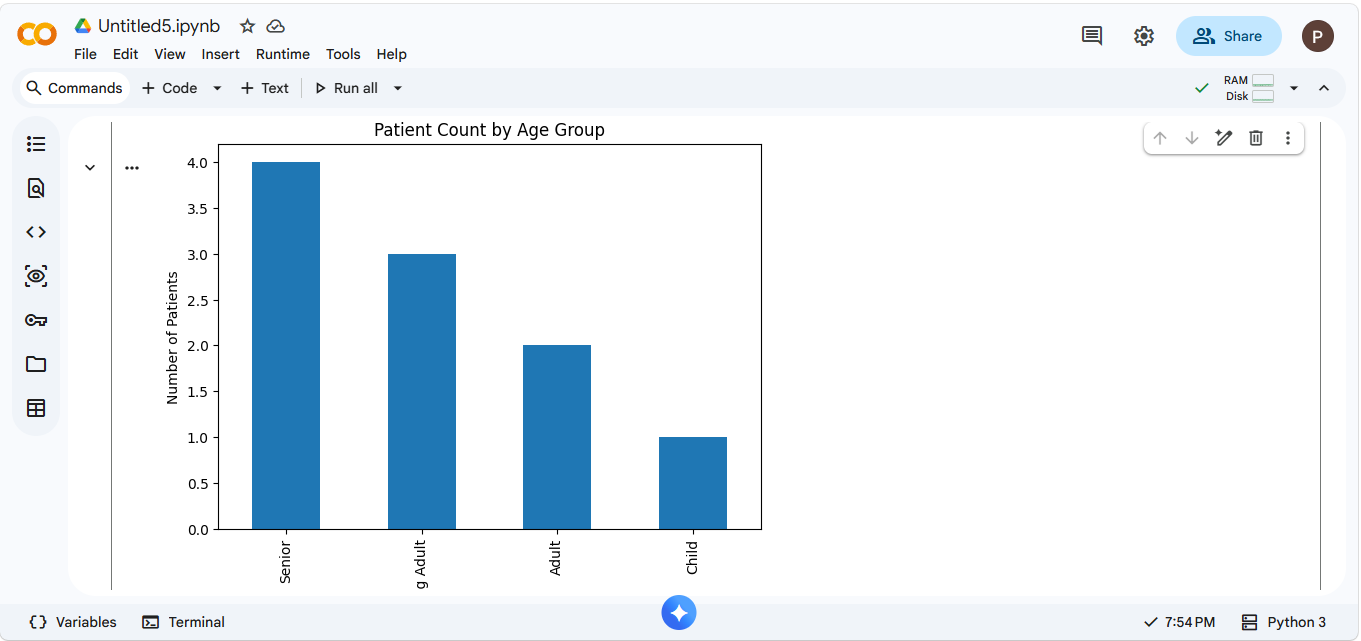 Untitled5.ipynb
File Edit View Insert Runtime Tools Help
Share
P
Commands + Code + Text Run all
RAM
Disk
Patient Count by Age Group
4.0
3.5
3.0
2.5
2.0
1.5
1.0
0.5
0.0
Number of Patients
Senior
g Adult
Adult
Child
Variables Terminal
7:54 PM Python 3